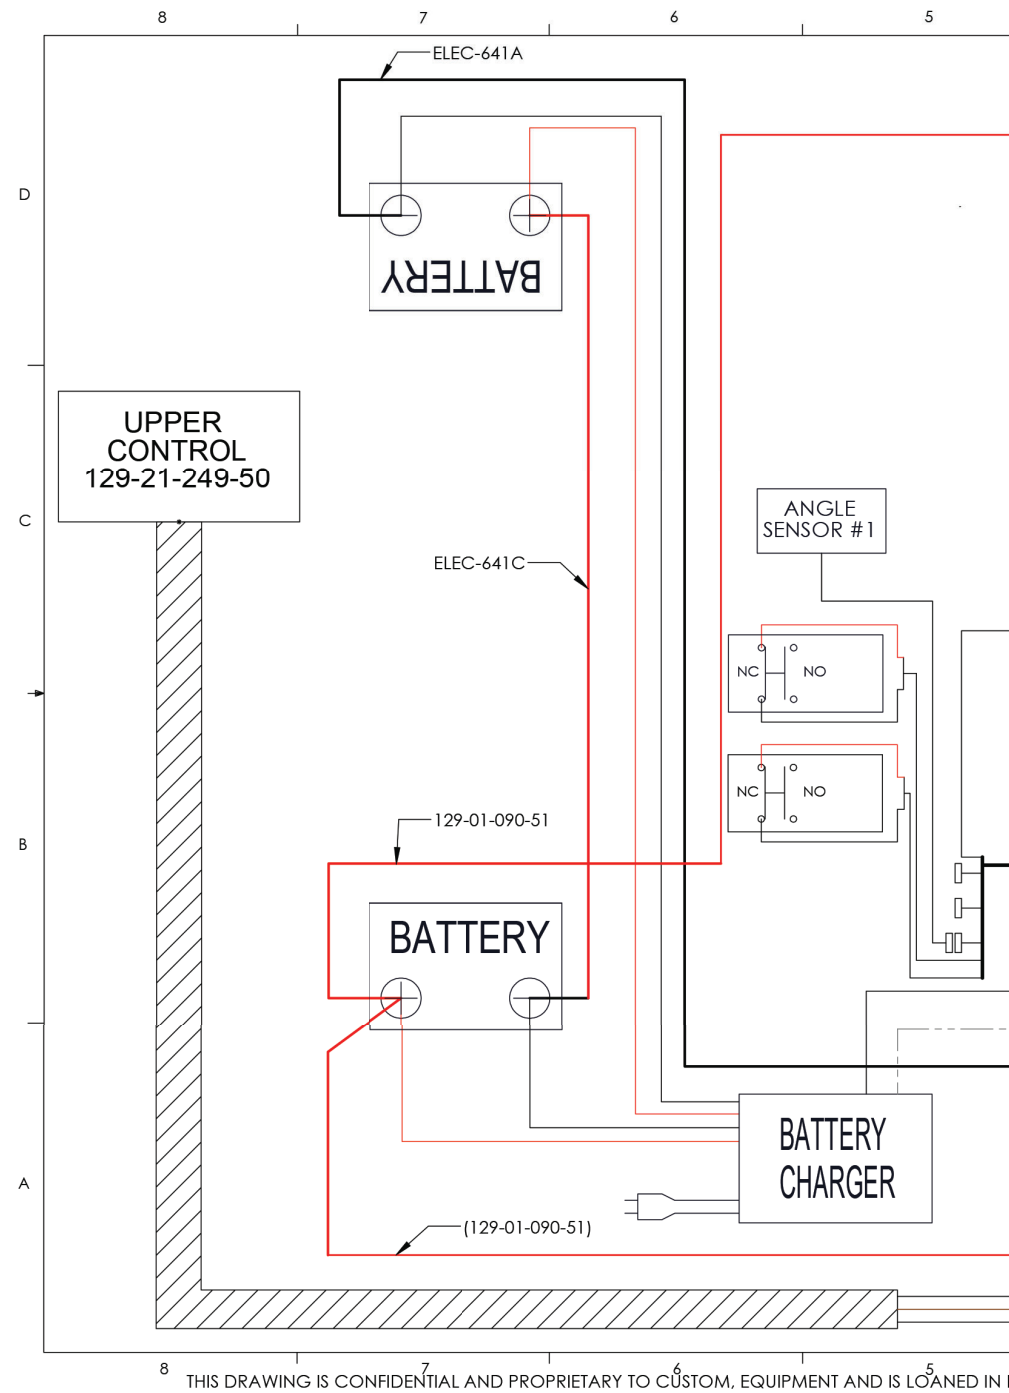 8 7 6 5
ELEC-641A
D
BATTERY
UPPER
CONTROL
129-21-249-50
C
ANGLE
SENSOR #1
ELEC-641C
NC NO
NC NO
129-01-090-51
B
BATTERY
BATTERY
CHARGER
A
(129-01-090-51)
8 7 6 5
THIS DRAWING IS CONFIDENTIAL AND PROPRIETARY TO CUSTOM, EQUIPMENT AND IS LOANED IN